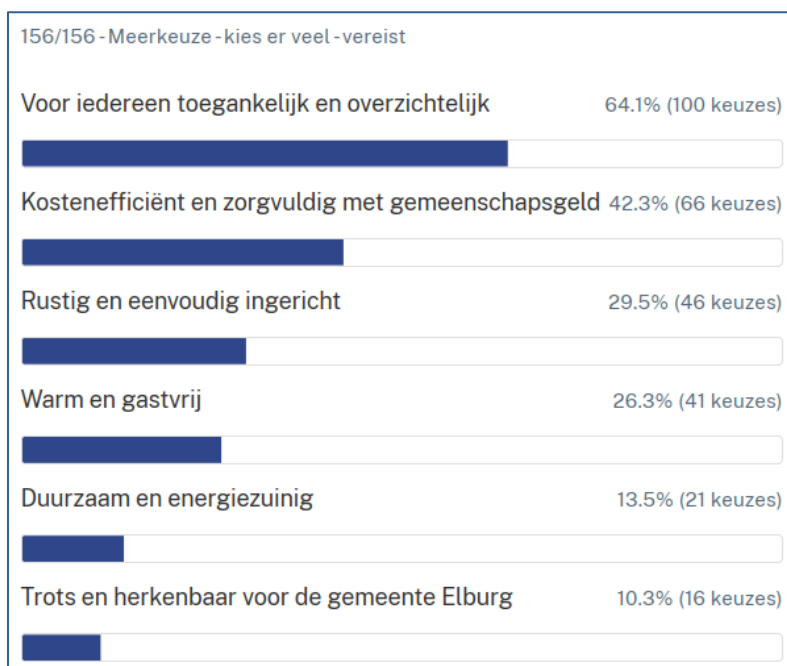 156/156 - Meerkeuze - kies er veel - vereist
Voor iedereen toegankelijk en overzichtelijk 64.1% (100 keuzes)
Kostenefficiënt en zorgvuldig met gemeenschapsgeld 42.3% (66 keuzes)
Rustig en eenvoudig ingericht 29.5% (46 keuzes)
Warm en gastvrij 26.3% (41 keuzes)
Duurzaam en energiezuinig 13.5% (21 keuzes)
Trots en herkenbaar voor de gemeente Elburg 10.3% (16 keuzes)